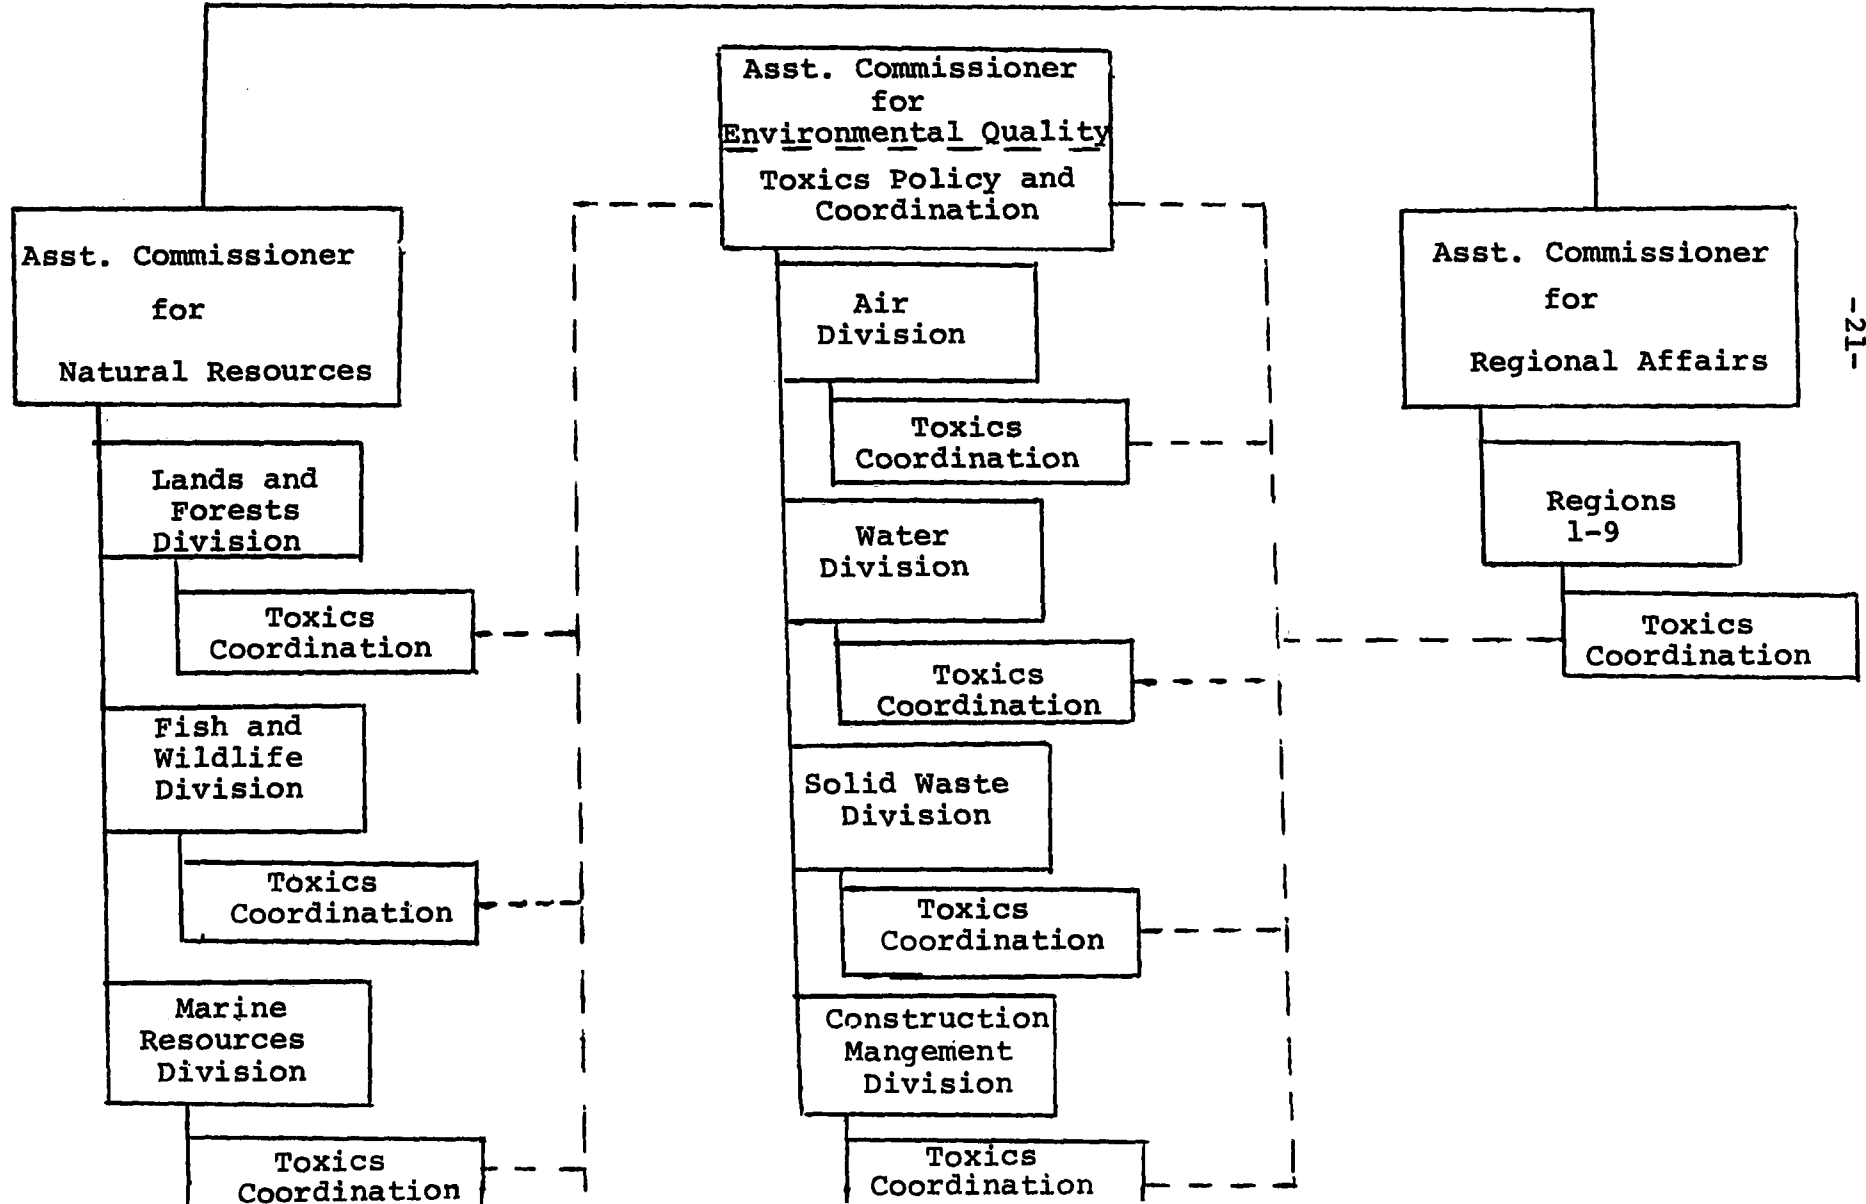 Asst. Commissioner
for
Environmental Quality
Toxics Policy and
Coordination
Asst. Commissioner
for
Natural Resources
Lands and
Forests
Division
Toxics
Coordination
Fish and
Wildlife
Division
Toxics
Coordination
Marine
Resources
Division
Toxics
Coordination
Air
Division
Toxics
Coordination
Water
Division
Toxics
Coordination
Solid Waste
Division
Toxics
Coordination
Construction
Mangement
Division
Toxics
Coordination
Asst. Commissioner
for
Regional Affairs
Regions
1-9
Toxics
Coordination
-21-